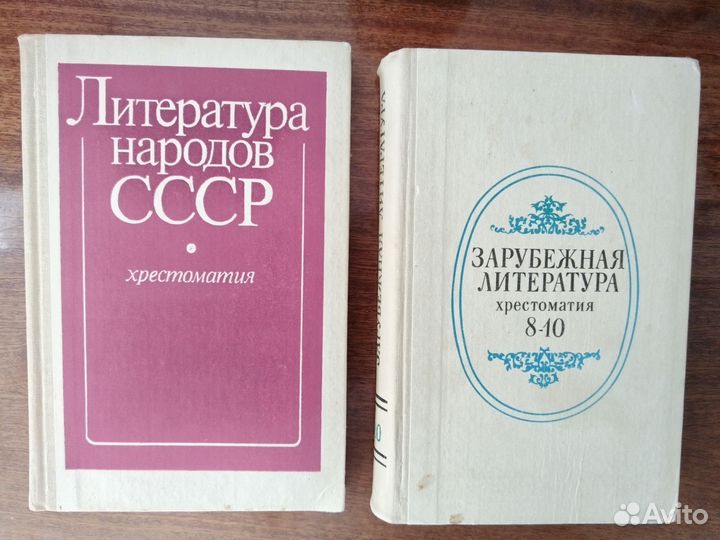 Литература
народов
СССР
хрестоматия
ЗАРУБЕЖНАЯ
ЛИТЕРАТУРА
хрестоматия
8-10
Avito